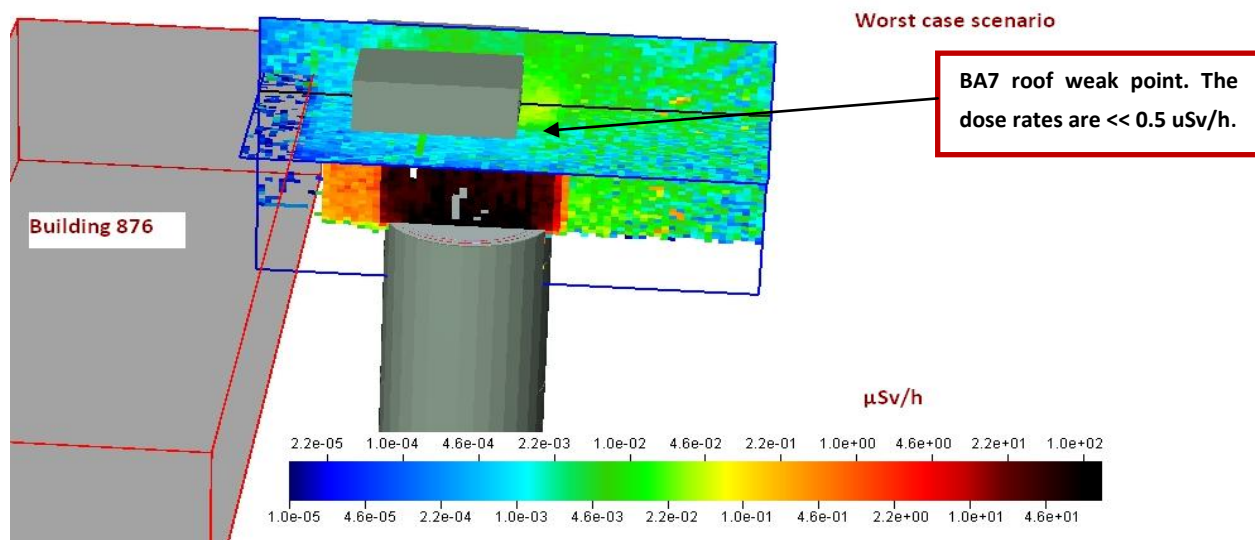 Worst case scenario
BA7 roof weak point. The
dose rates are << 0.5 uSv/h.
Building 876
µSv/h
2.2e-05 1.0e-04 4.6e-04 2.2e-03 1.0e-02 4.6e-02 2.2e-01 1.0e+00 4.6e+00 2.2e+01 1.0e+02
1.0e-05 4.6e-05 2.2e-04 1.0e-03 4.6e-03 2.2e-02 1.0e-01 4.6e-01 2.2e+00 1.0e+01 4.6e+01